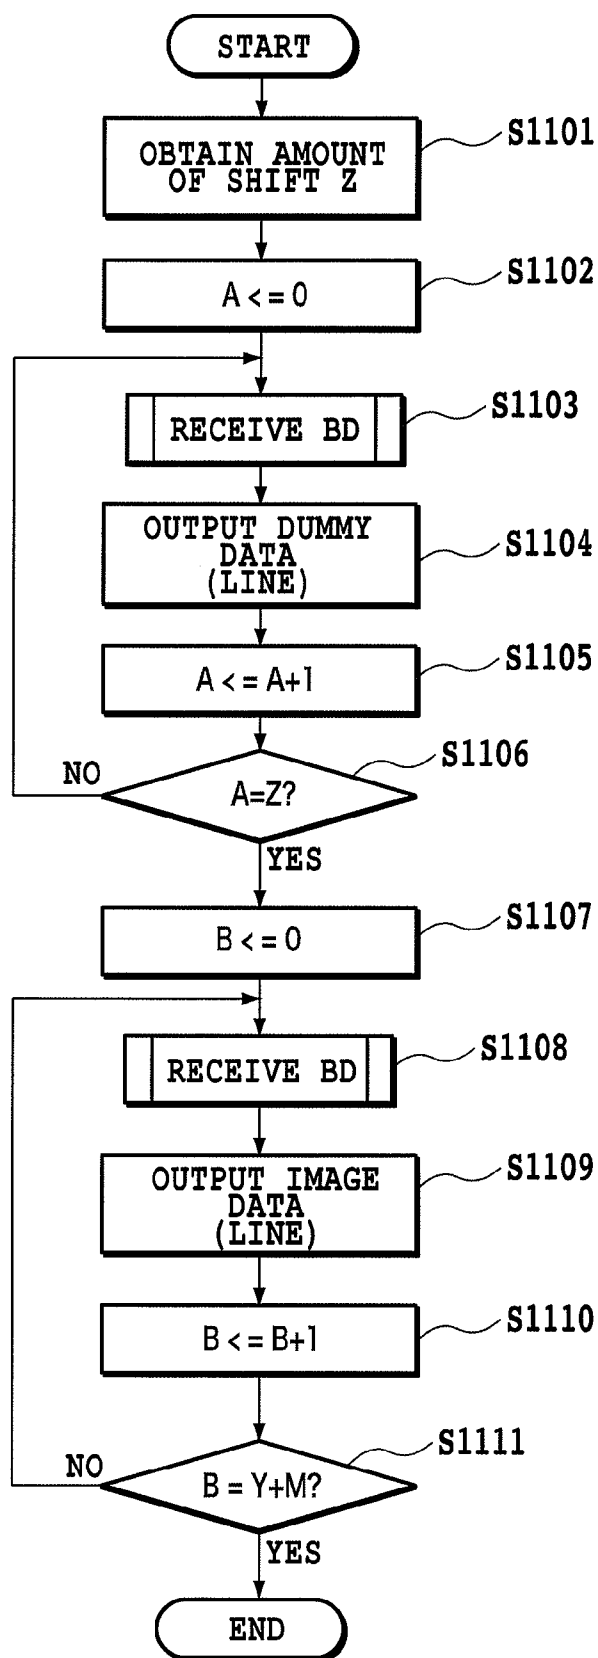 START
OBTAIN AMOUNT
OF SHIFT Z
S1101
A <= 0
S1102
RECEIVE BD
S1103
OUTPUT DUMMY
DATA
(LINE)
S1104
A <= A+1
S1105
A=Z?
S1106
NO
YES
B <= 0
S1107
RECEIVE BD
S1108
OUTPUT IMAGE
DATA
(LINE)
S1109
B <= B+1
S1110
B = Y+M?
S1111
NO
YES
END